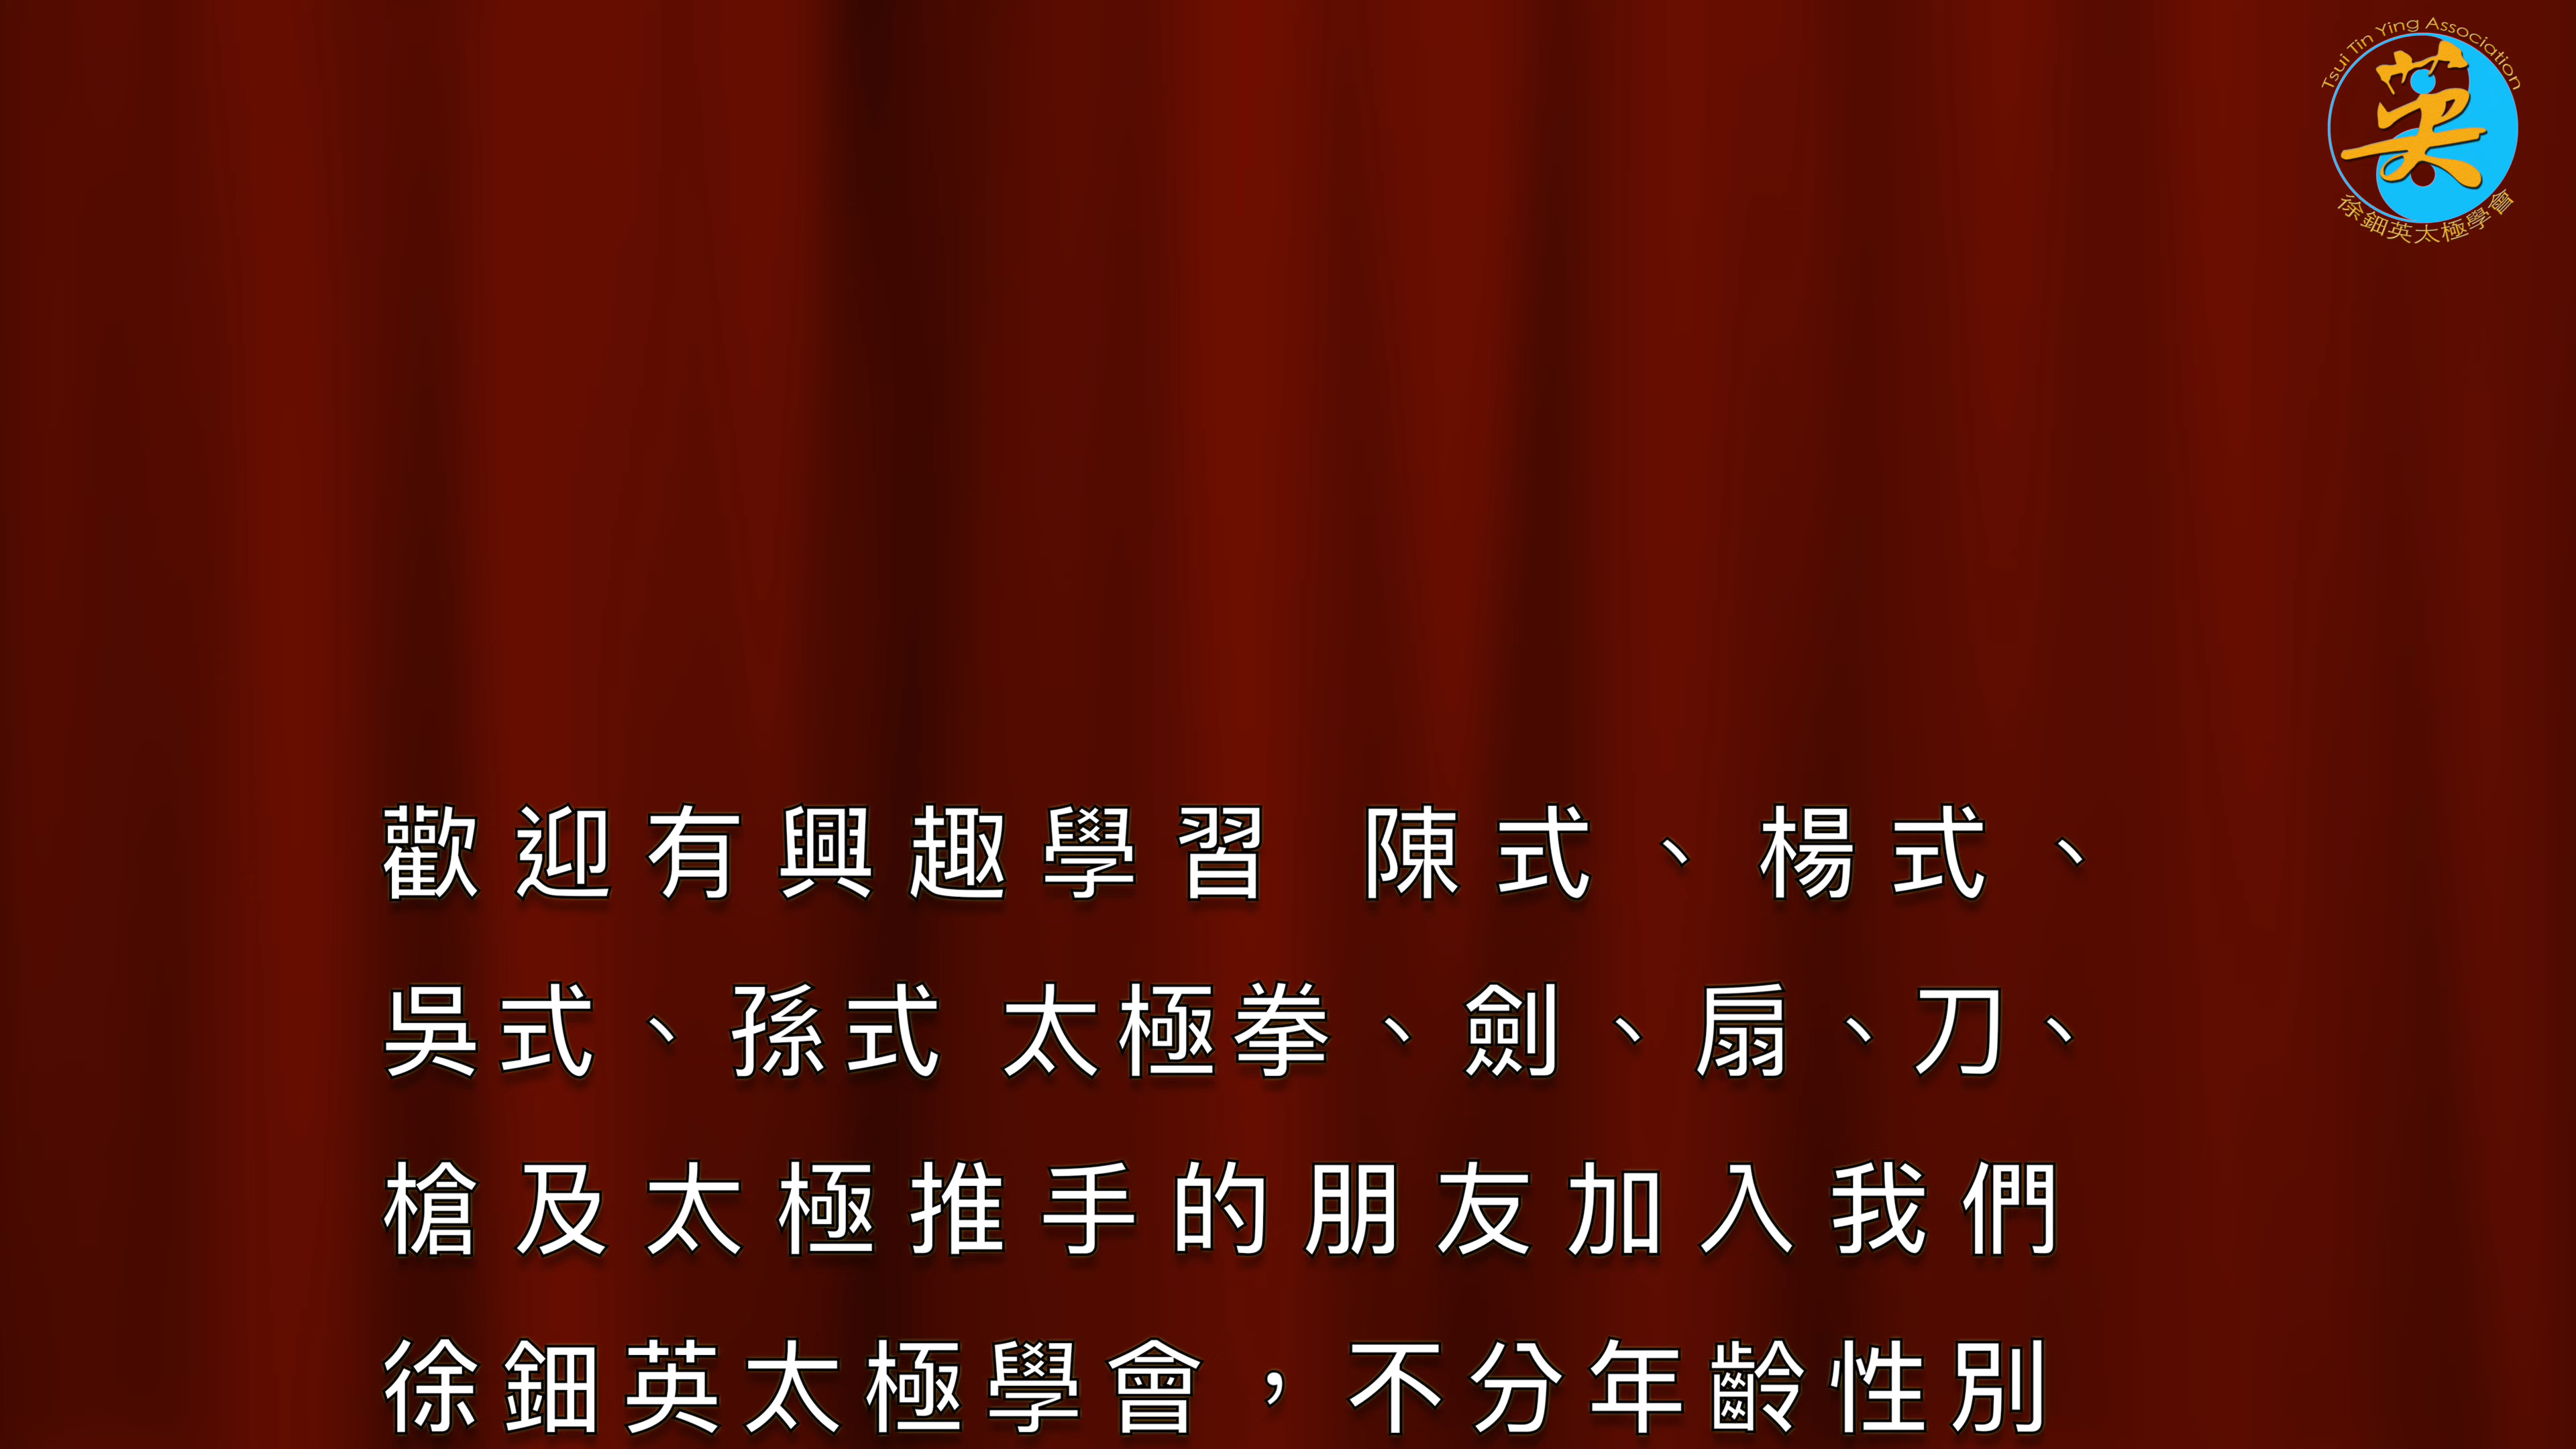 Tsui Tin Ying Association
英
徐鈿英太極學會
歡迎有興趣學習 陳式、楊式、
吳式、孫式 太極拳、劍、扇、刀、
槍及太極推手的朋友加入我們
徐鈿英太極學會，不分年齡性別